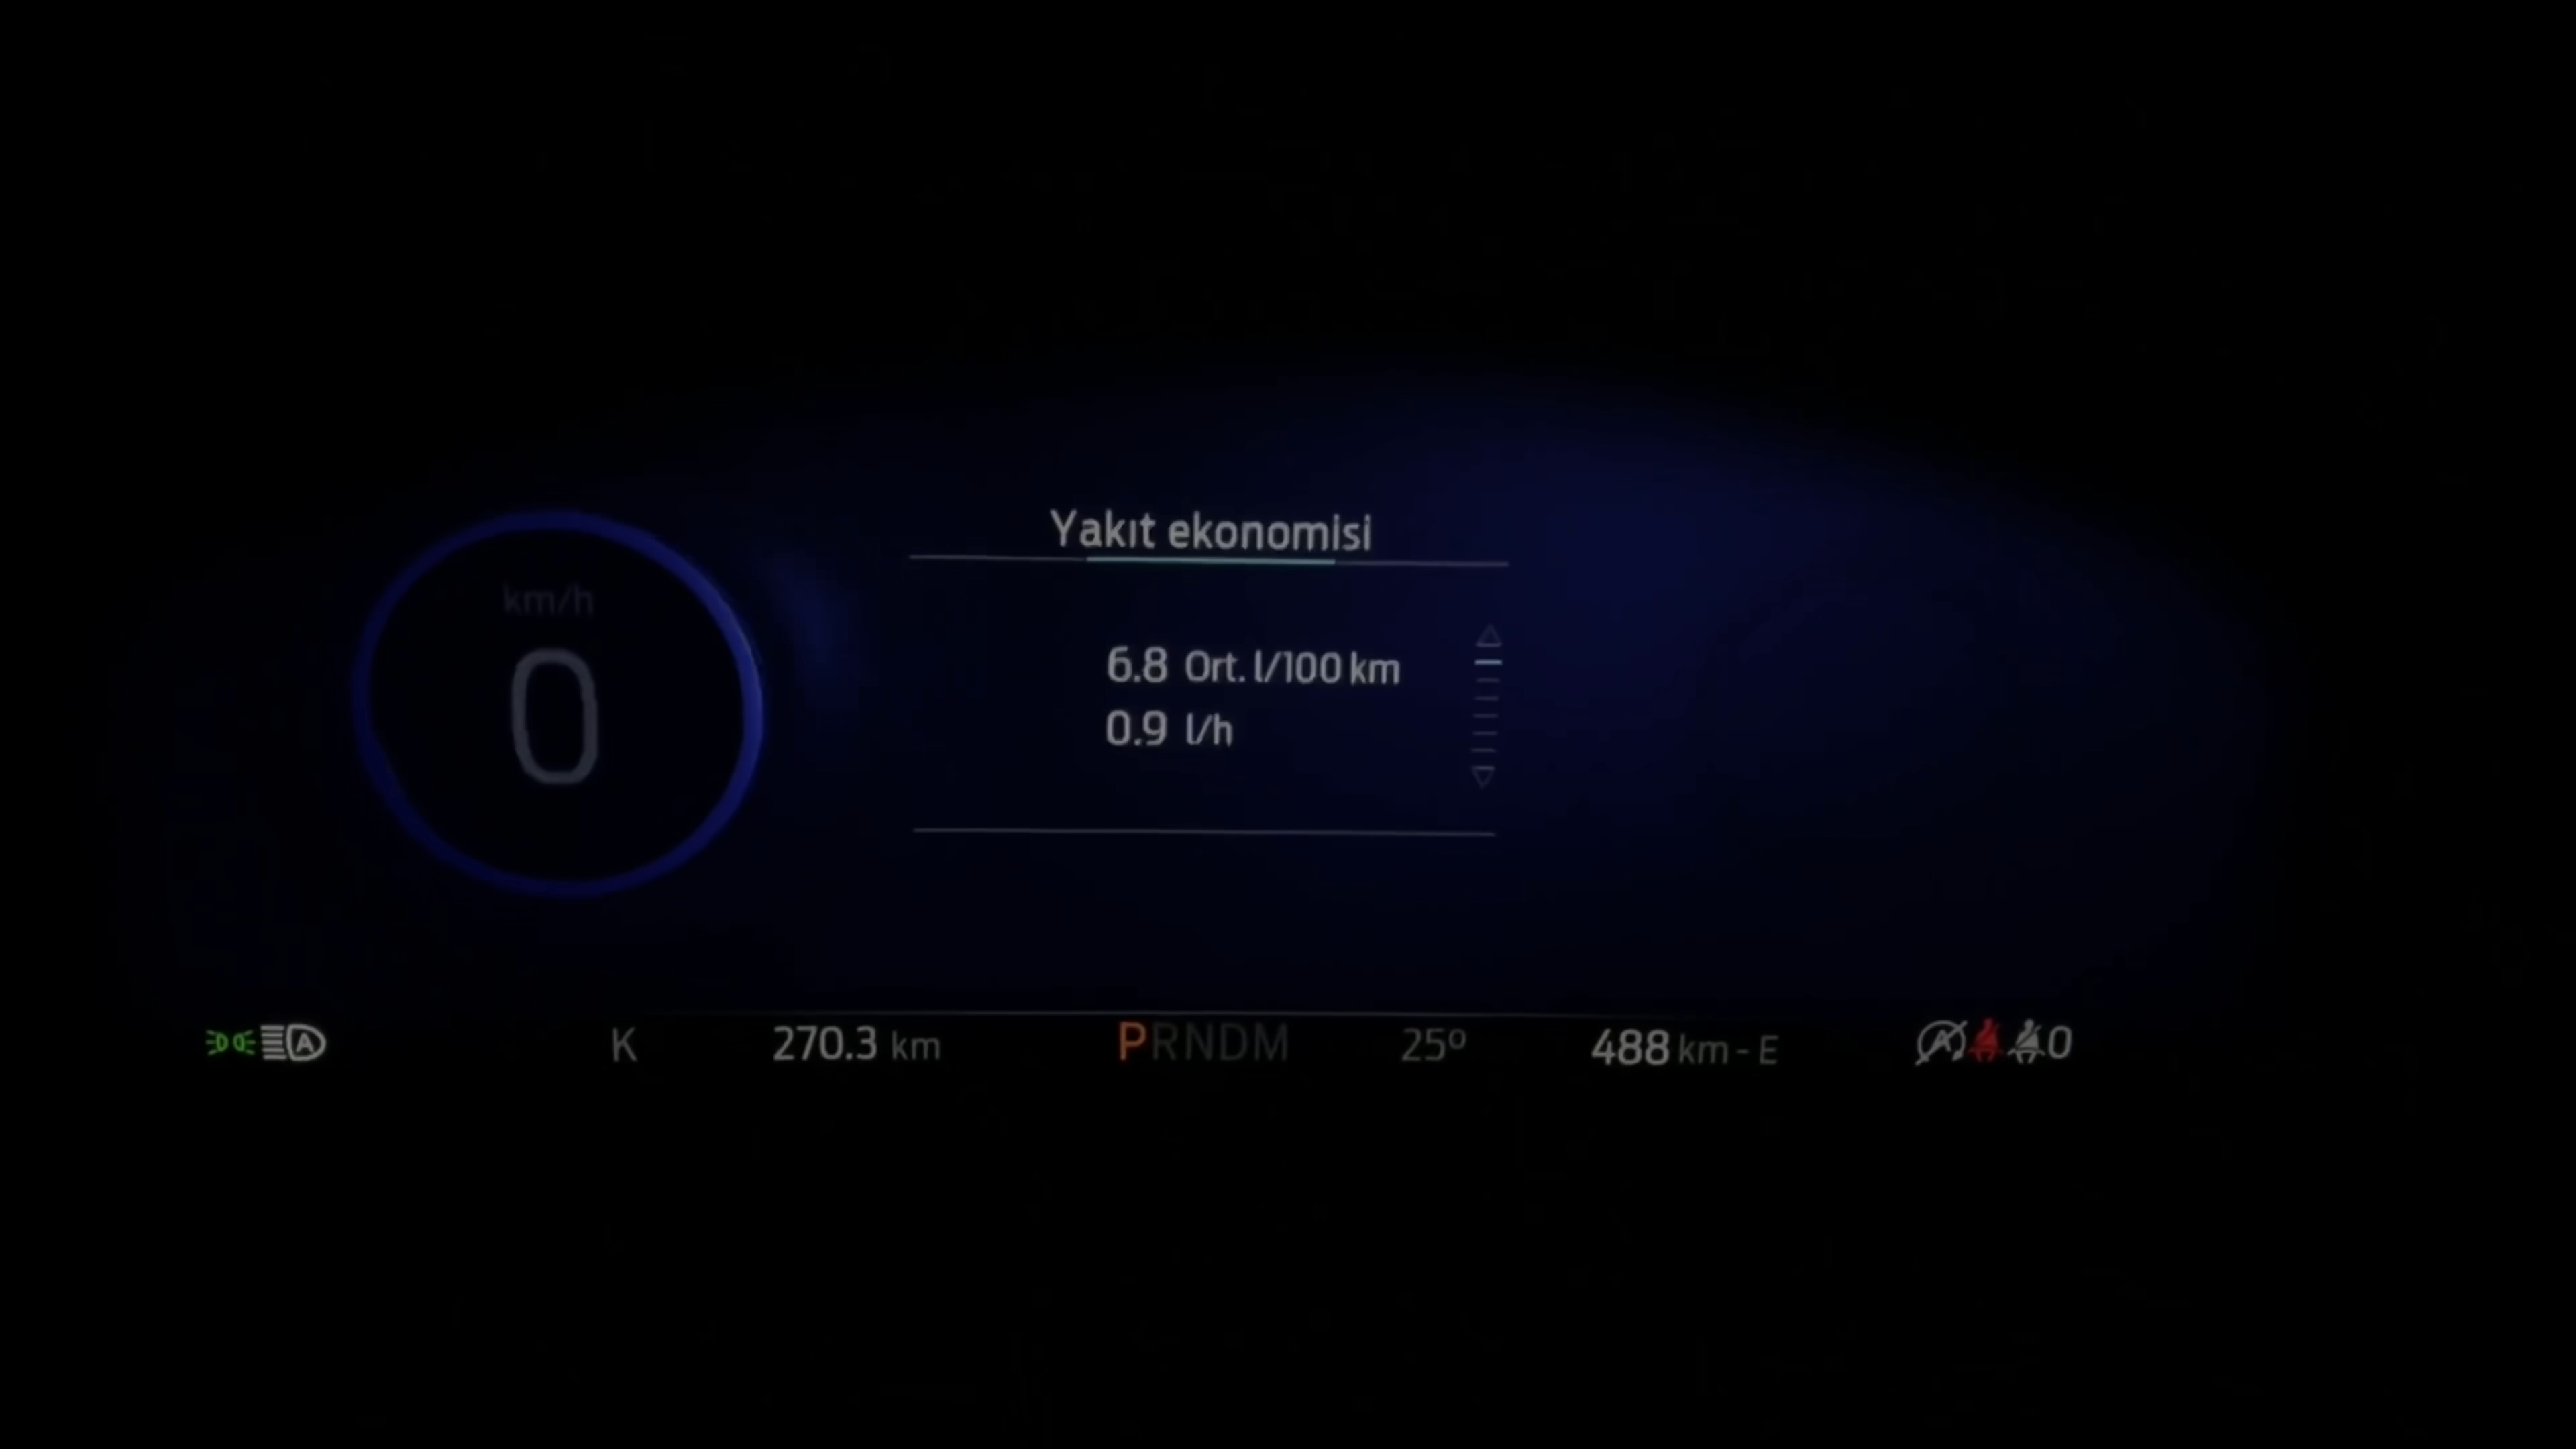 Yakıt ekonomisi
km/h
0
6.8 Ort. l/100 km
0.9 l/h
K 270.3 km PRNDM 25° 488 km - E 0